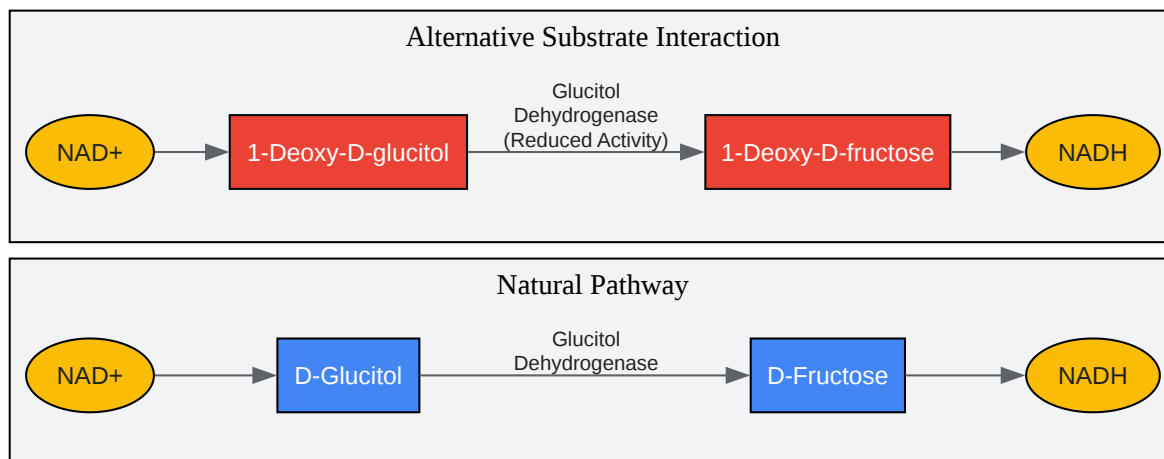 Alternative Substrate Interaction
Glucitol
Dehydrogenase
(Reduced Activity)
NAD+
1-Deoxy-D-glucitol
1-Deoxy-D-fructose
NADH
Natural Pathway
Glucitol
Dehydrogenase
NAD+
D-Glucitol
D-Fructose
NADH